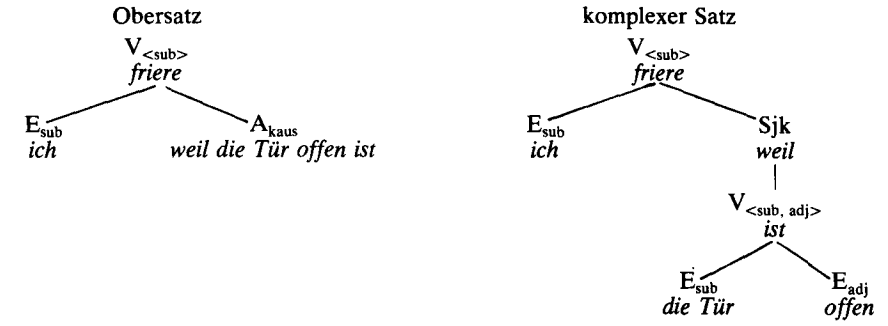 Obersatz
V<sub>
friere
E sub
ich
A kaus
weil die Tür offen ist
komplexer Satz
V<sub>
friere
E sub
ich
Sjk
weil
V<sub, adj>
ist
E sub
die Tür
E adj
offen